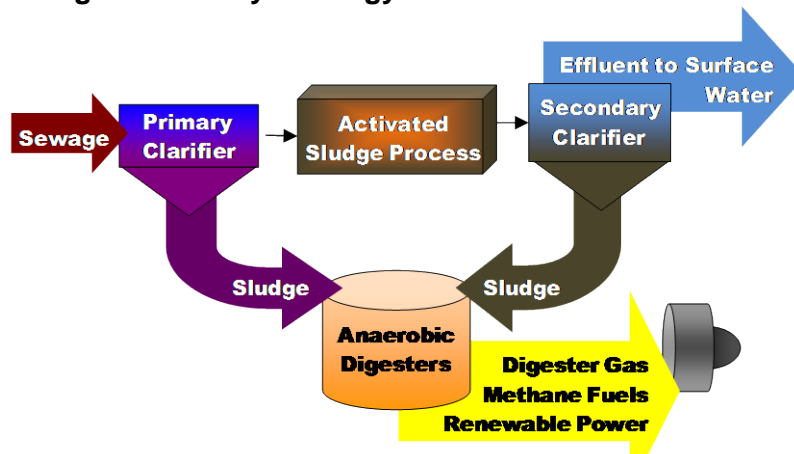 Sewage
Primary
Clarifier
Activated
Sludge Process
Secondary
Clarifier
Effluent to Surface
Water
Sludge
Sludge
Anaerobic
Digesters
Digester Gas
Methane Fuels
Renewable Power